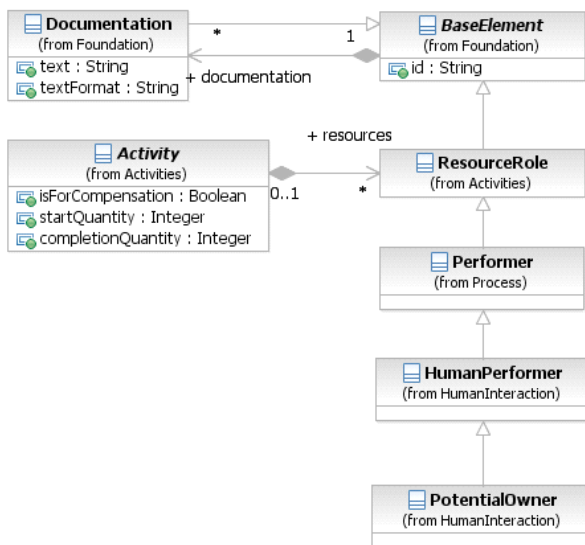 Documentation
(from Foundation)
text : String
textFormat : String
*
1
+ documentation
BaseElement
(from Foundation)
id : String
Activity
(from Activities)
isForCompensation : Boolean
startQuantity : Integer
completionQuantity : Integer
+ resources
0..1
*
ResourceRole
(from Activities)
Performer
(from Process)
HumanPerformer
(from HumanInteraction)
PotentialOwner
(from HumanInteraction)